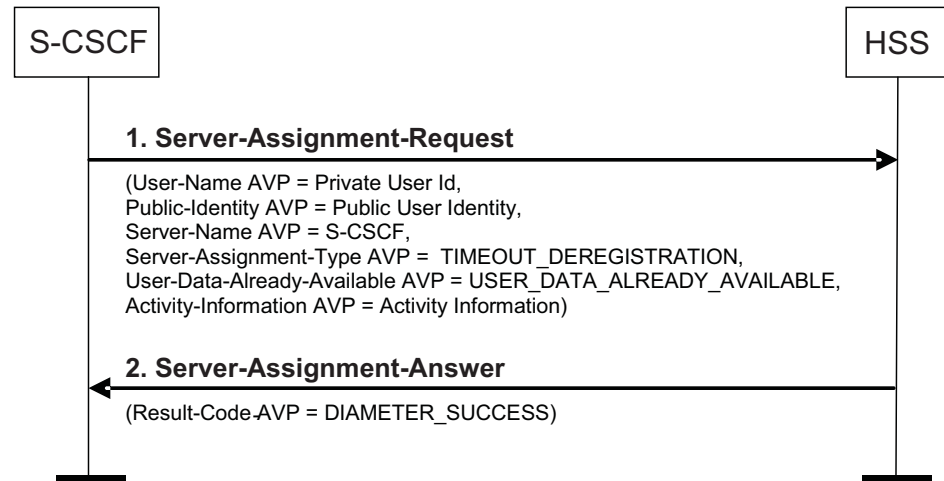 S-CSCF
HSS
1. Server-Assignment-Request
(User-Name AVP = Private User Id,
Public-Identity AVP = Public User Identity,
Server-Name AVP = S-CSCF,
Server-Assignment-Type AVP =  TIMEOUT_DEREGISTRATION,
User-Data-Already-Available AVP = USER_DATA_ALREADY_AVAILABLE,
Activity-Information AVP = Activity Information)
2. Server-Assignment-Answer
(Result-Code-AVP = DIAMETER_SUCCESS)